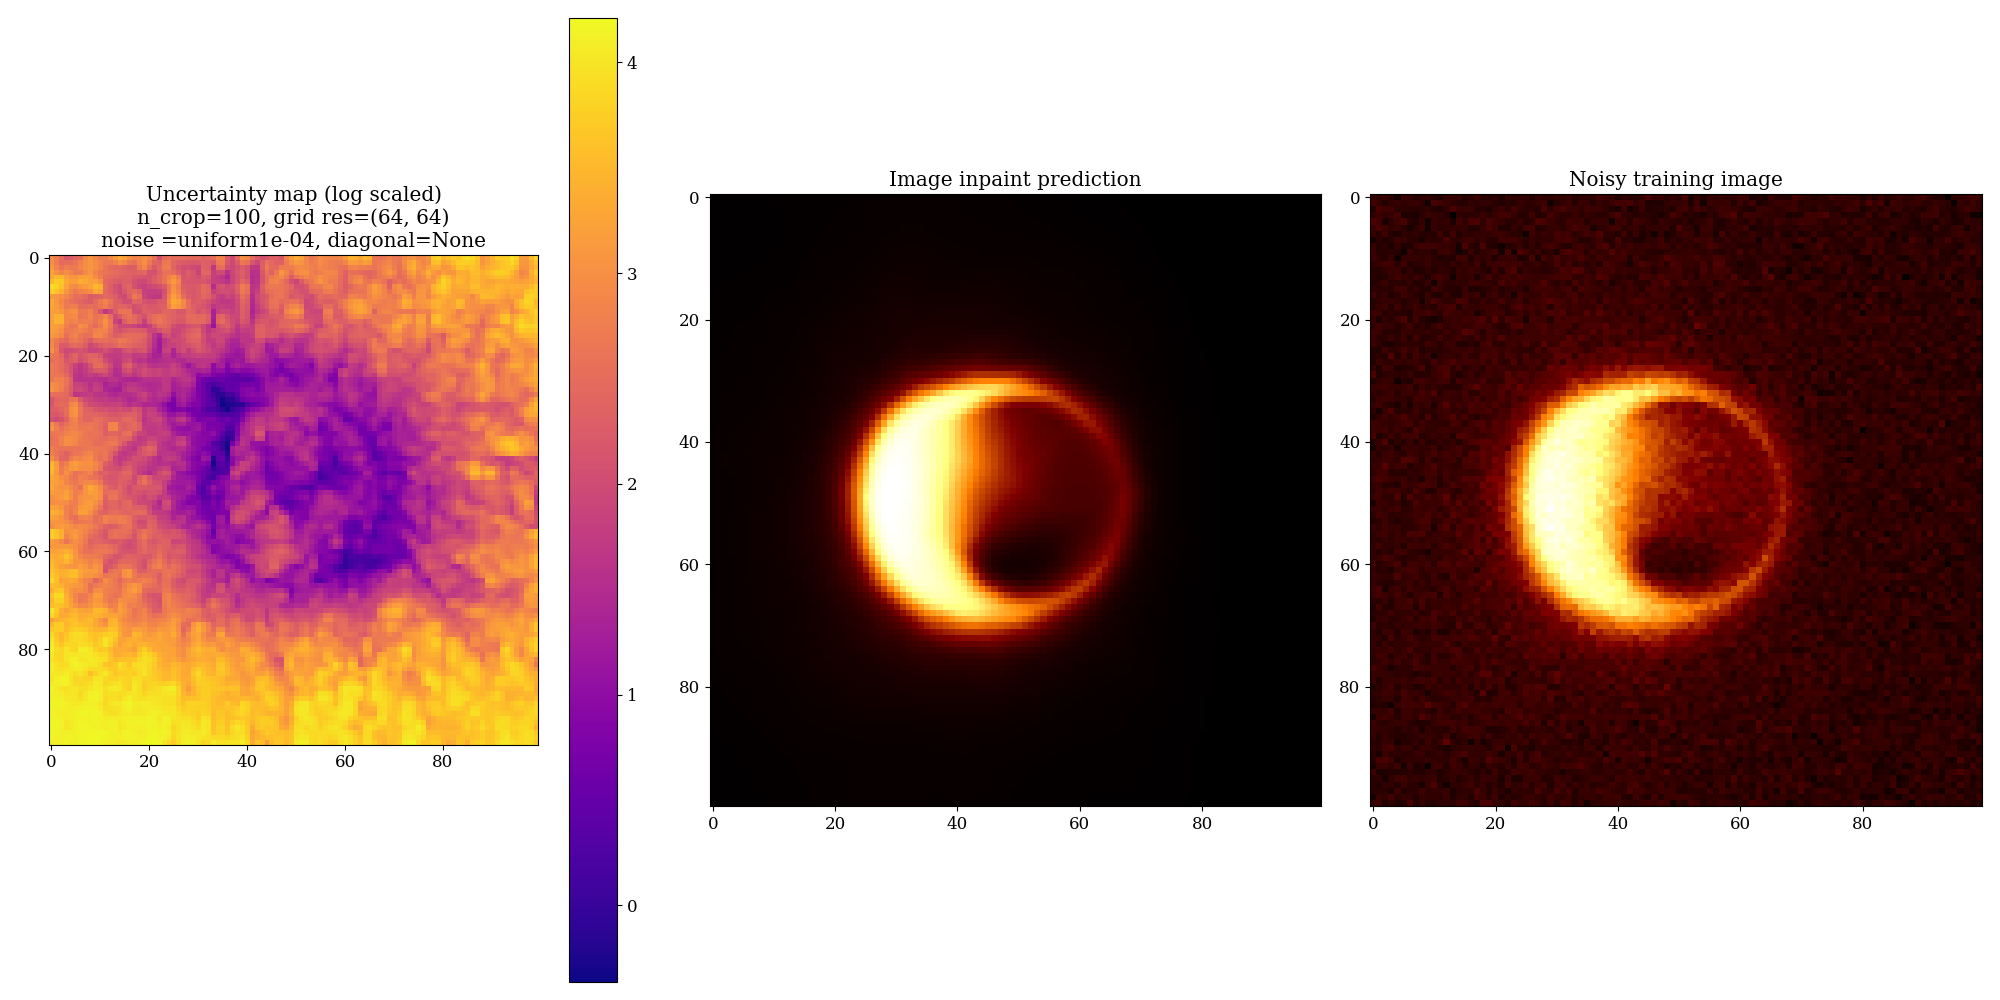 Uncertainty map (log scaled)
n_crop=100, grid res=(64, 64)
noise =uniform1e-04, diagonal=None
0
20
40
60
80
0 20 40 60 80
4
3
2
1
0
Image inpaint prediction
0
20
40
60
80
0 20 40 60 80
Noisy training image
0
20
40
60
80
0 20 40 60 80